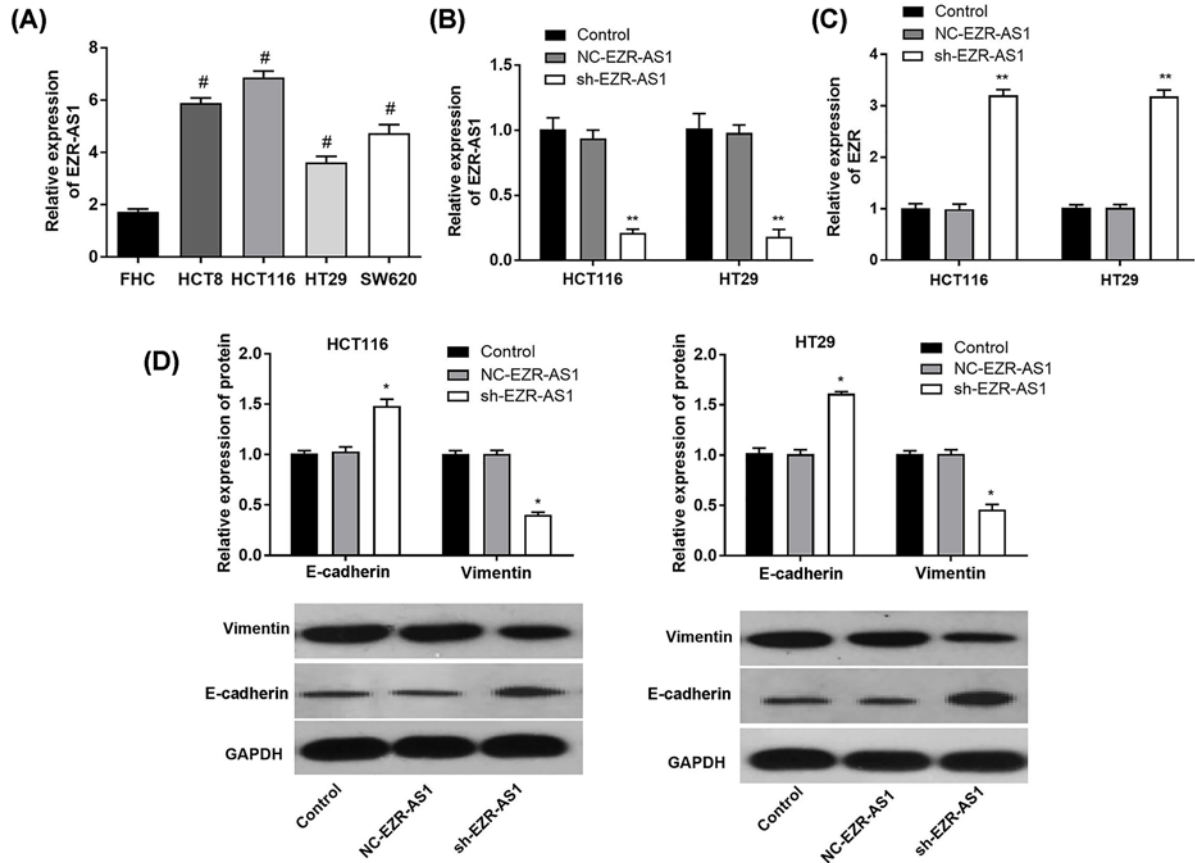 (A)
Relative expression
of EZR-AS1
8
6
4
2
0
#
#
#
#
FHC HCT8 HCT116 HT29 SW620
(B)
Control
NC-EZR-AS1
sh-EZR-AS1
Relative expression
of EZR-AS1
1.5
1.0
0.5
0.0
**
**
HCT116 HT29
(C)
Control
NC-EZR-AS1
sh-EZR-AS1
Relative expression
of EZR
4
3
2
1
0
**
**
HCT116 HT29
(D)
HCT116
Control
NC-EZR-AS1
sh-EZR-AS1
Relative expression of protein
2.0
1.5
1.0
0.5
0.0
*
*
E-cadherin Vimentin
Vimentin
E-cadherin
GAPDH
Control NC-EZR-AS1 sh-EZR-AS1
HT29
Control
NC-EZR-AS1
sh-EZR-AS1
Relative expression of protein
2.0
1.5
1.0
0.5
0.0
*
*
E-cadherin Vimentin
Vimentin
E-cadherin
GAPDH
Control NC-EZR-AS1 sh-EZR-AS1